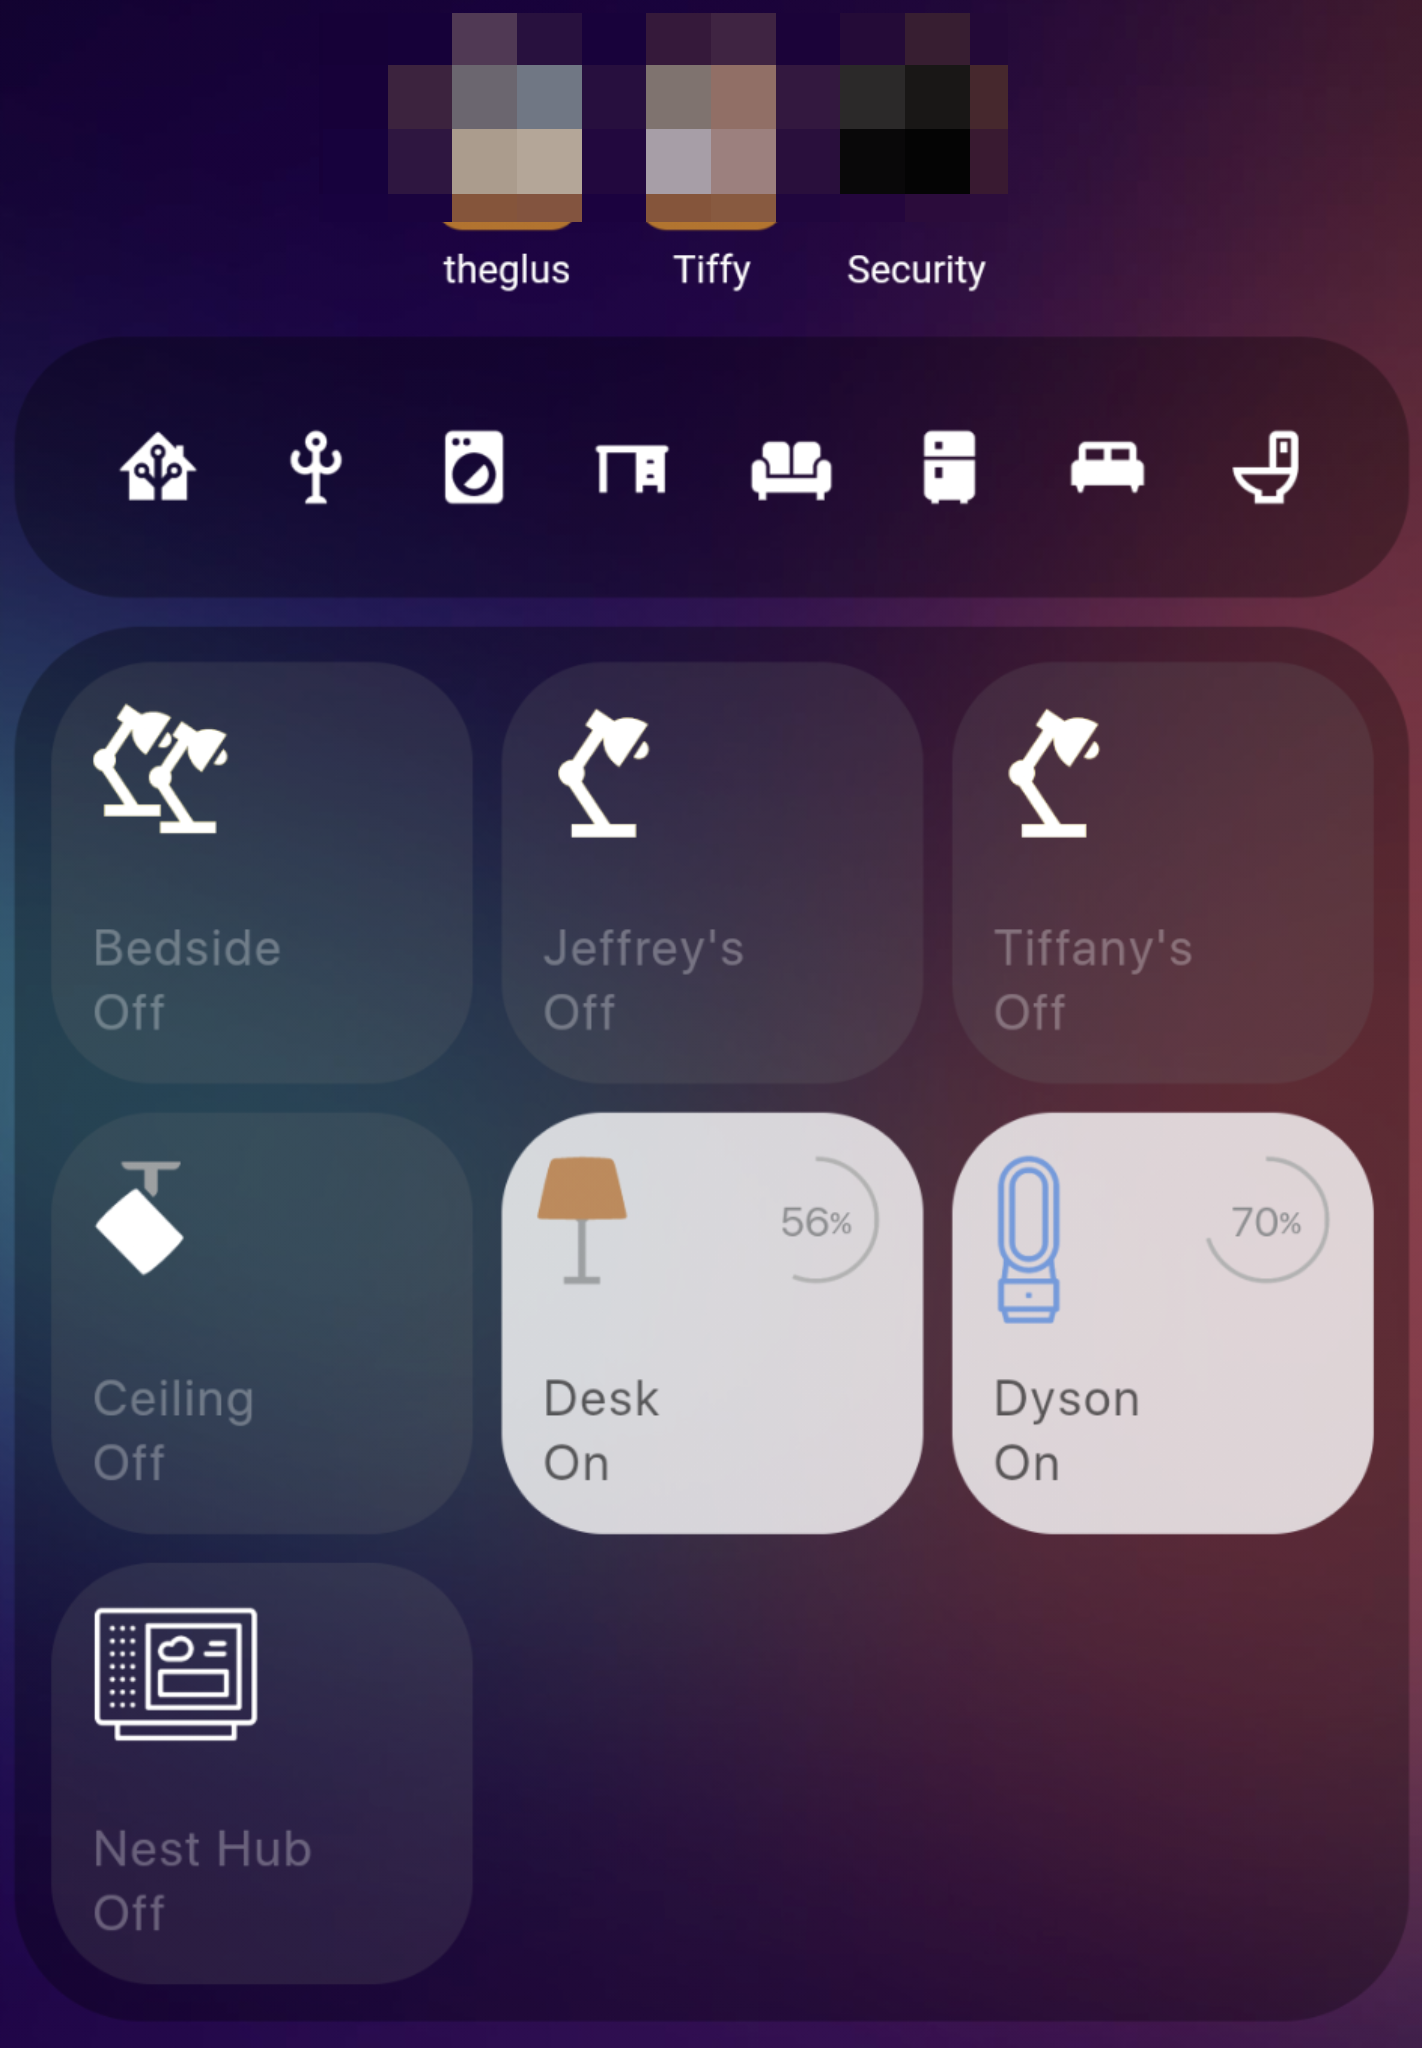 theglus Tiffy Security
Bedside
Off
Jeffrey's
Off
Tiffany's
Off
Ceiling
Off
56%
Desk
On
70%
Dyson
On
Nest Hub
Off